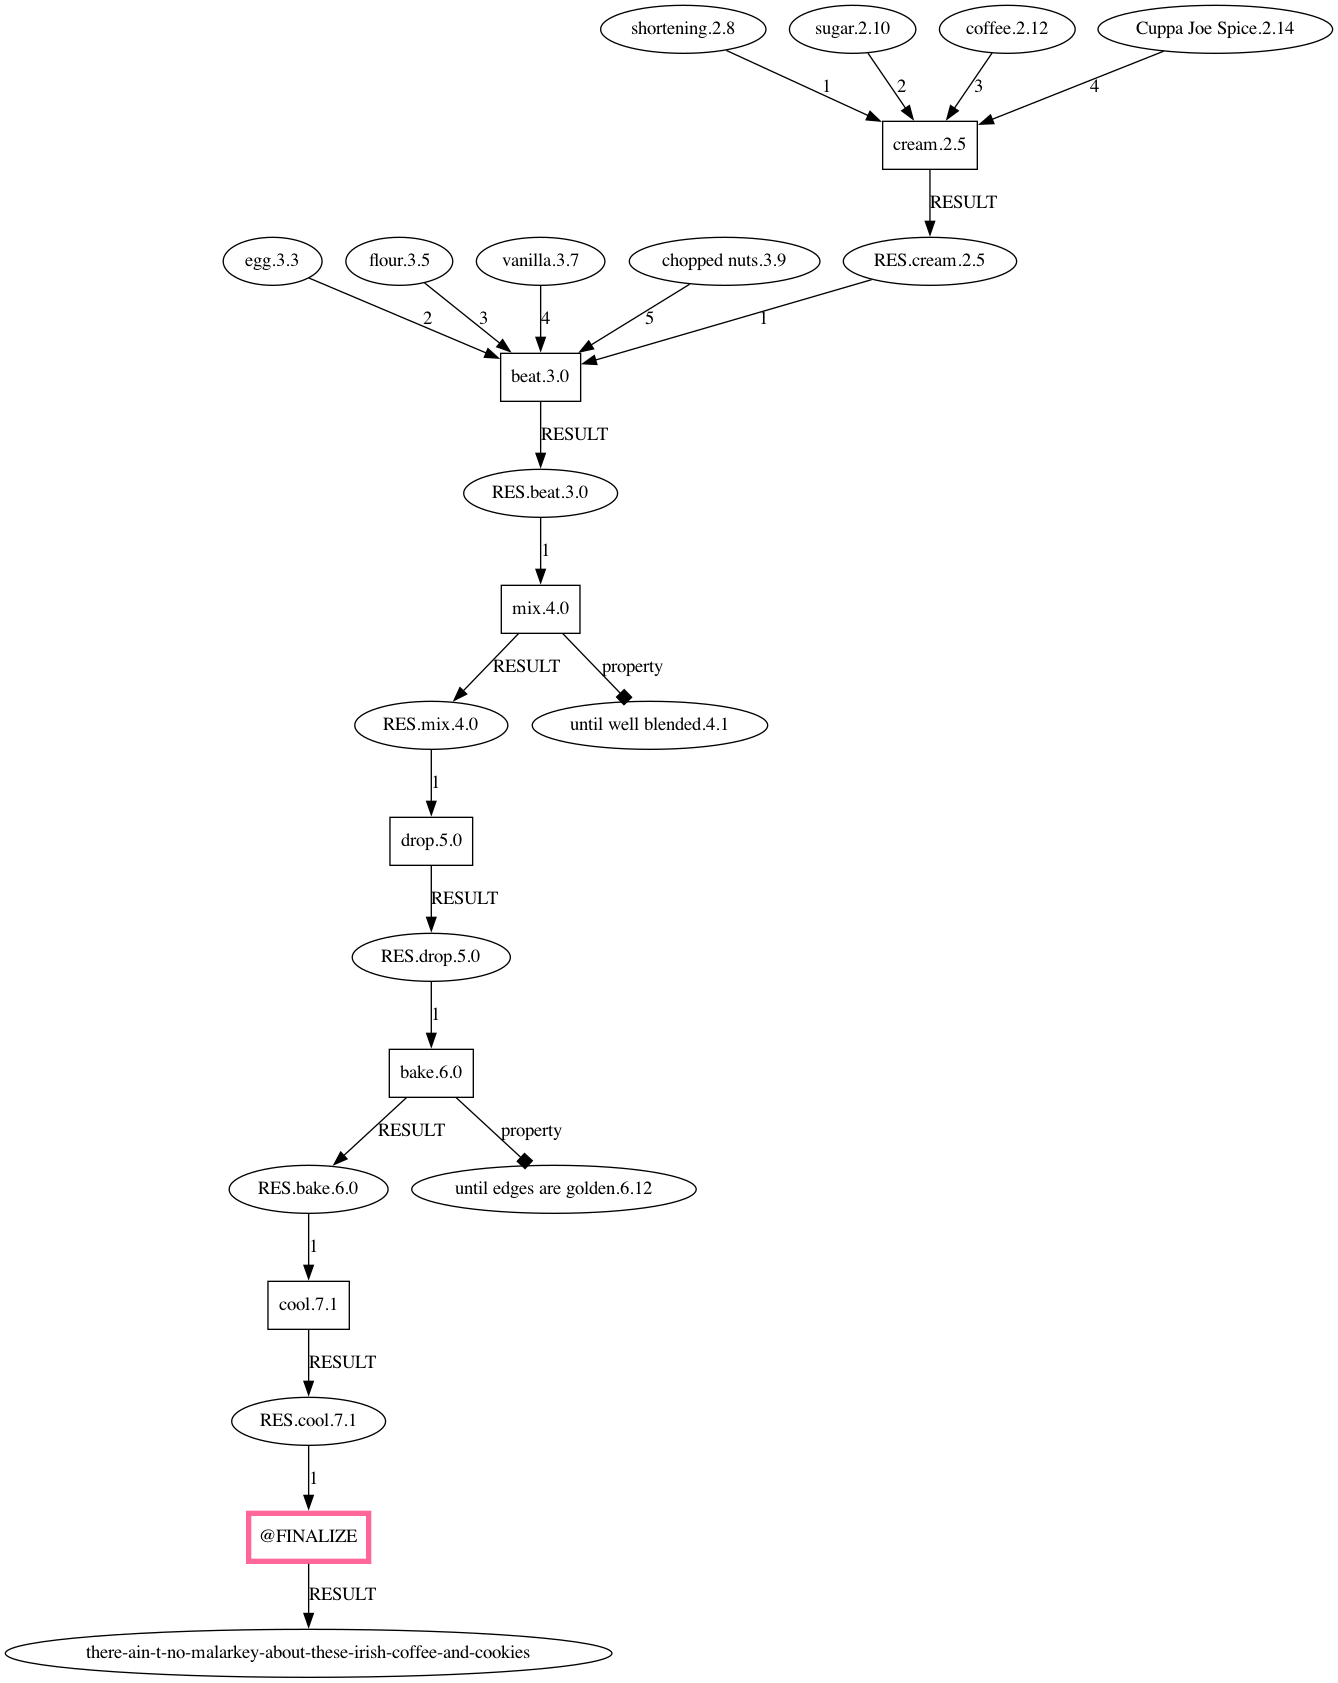 shortening.2.8
sugar.2.10
coffee.2.12
Cuppa Joe Spice.2.14
1
2
3
4
cream.2.5
RESULT
egg.3.3
flour.3.5
vanilla.3.7
chopped nuts.3.9
RES.cream.2.5
2
3
4
5
1
beat.3.0
RESULT
RES.beat.3.0
1
mix.4.0
RESULT
property
RES.mix.4.0
until well blended.4.1
1
drop.5.0
RESULT
RES.drop.5.0
1
bake.6.0
RESULT
property
RES.bake.6.0
until edges are golden.6.12
1
cool.7.1
RESULT
RES.cool.7.1
1
@FINALIZE
RESULT
there-ain-t-no-malarkey-about-these-irish-coffee-and-cookies